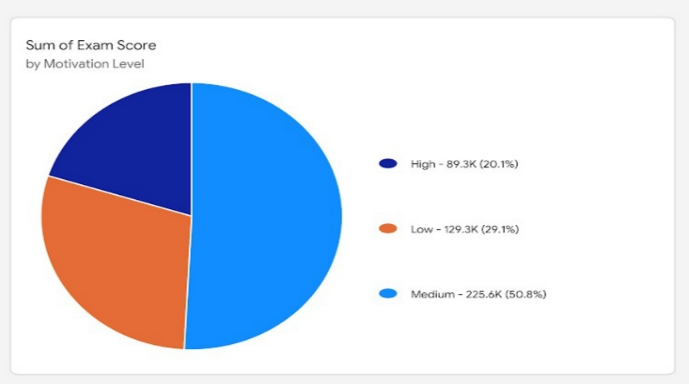 Sum of Exam Score
by Motivation Level
High - 89.3K (20.1%)
Low - 129.3K (29.1%)
Medium - 225.6K (50.8%)